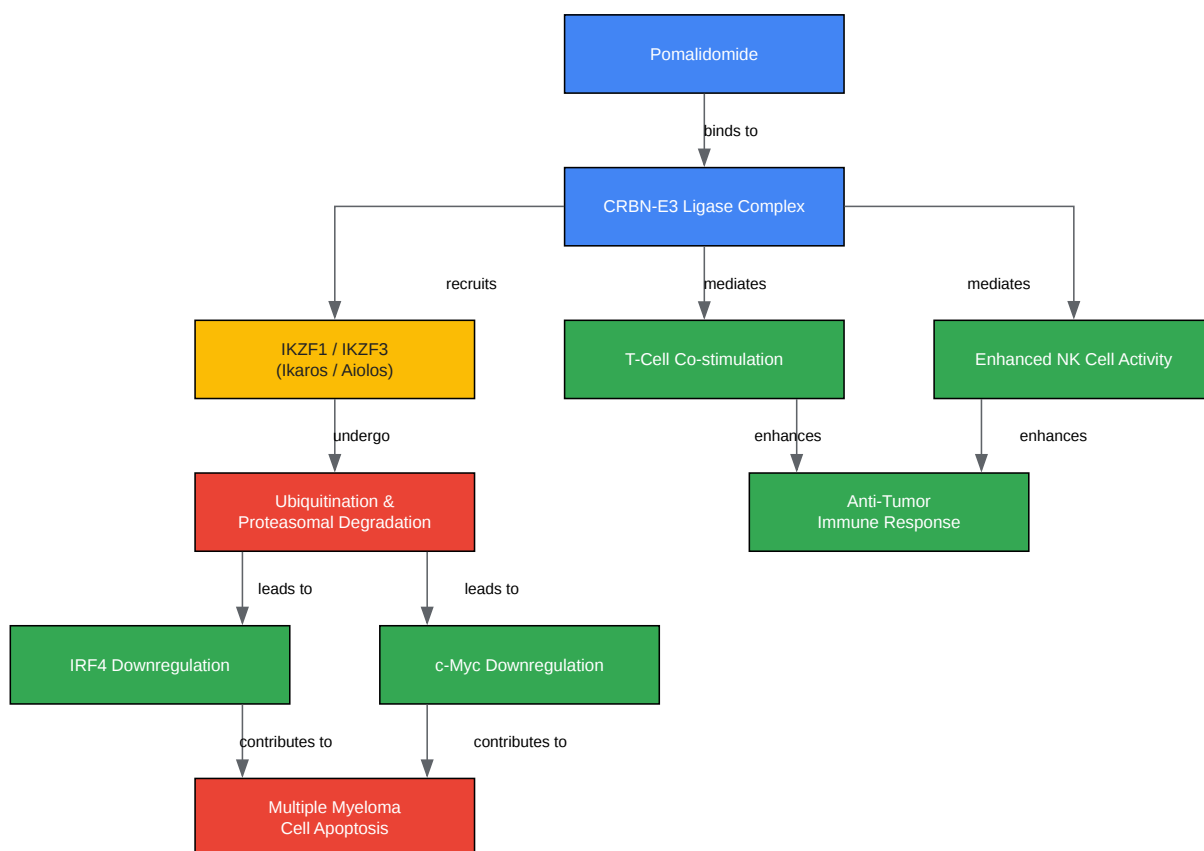 Pomalidomide
binds to
CRBN-E3 Ligase Complex
recruits
mediates
mediates
IKZF1 / IKZF3
(Ikaros / Aiolos)
T-Cell Co-stimulation
Enhanced NK Cell Activity
undergo
enhances
enhances
Ubiquitination &
Proteasomal Degradation
Anti-Tumor
Immune Response
leads to
leads to
IRF4 Downregulation
c-Myc Downregulation
contributes to
contributes to
Multiple Myeloma
Cell Apoptosis